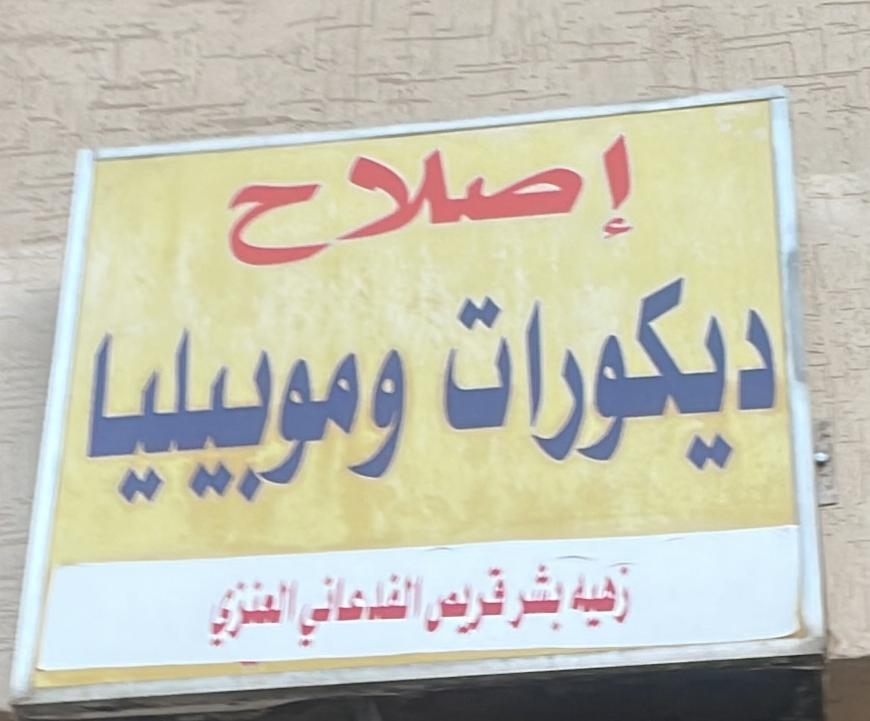 إصلاح
ديكورات وموبيليا
زهيه بشر قريص الفدعاني العنزي